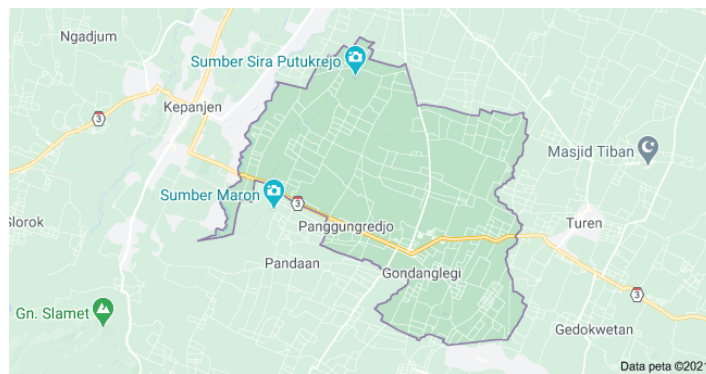 Ngadjum
Sumber Sira Putukrejo
Kepanjen
3
Masjid Tiban
Sumber Maron
3
Slorok
Panggungredjo
Turen
Pandaan
Gondanglegi
3
Gn. Slamet
Gedokwetan
Data peta ©2021